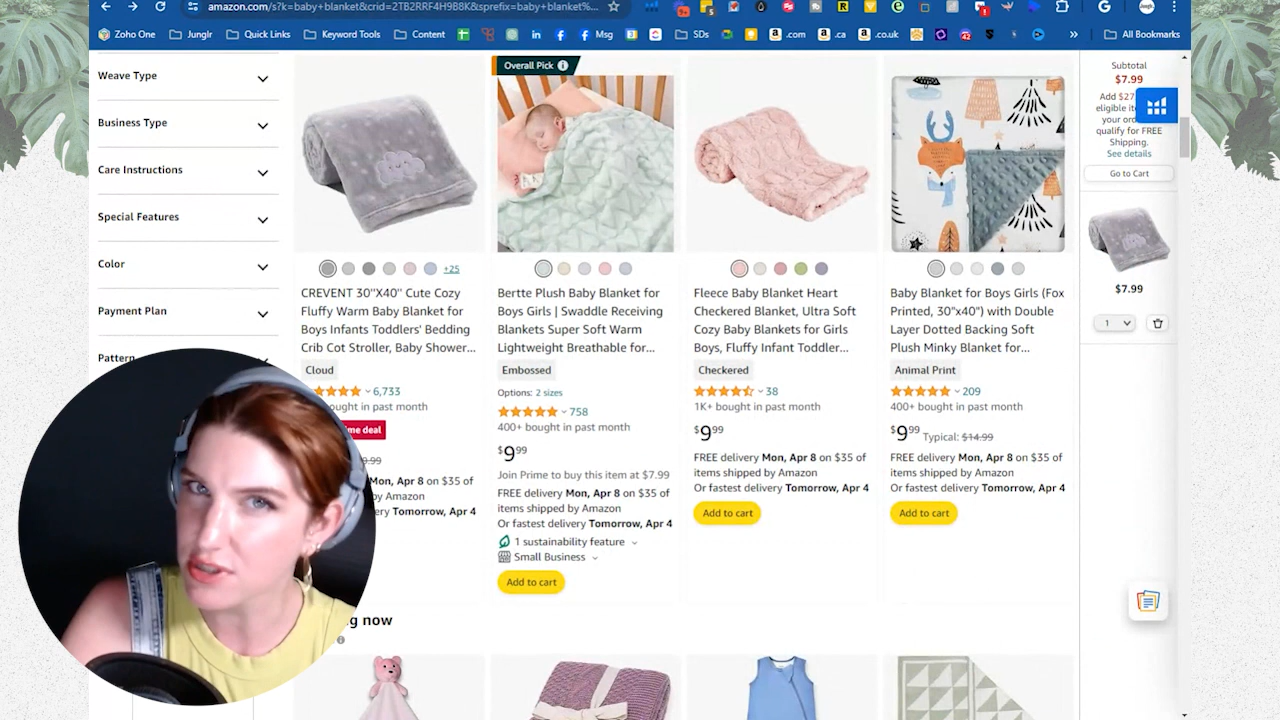 amazon.com/s?k=baby+blanket&crid=2TB2RRF4H9B8K&sprefix=baby+blanket%...
Zoho One
Junglr
Quick Links
Keyword Tools
Content
Msg
SDs
.com
.ca
.co.uk
»
All Bookmarks
Weave Type
Business Type
Care Instructions
Special Features
Color
Payment Plan
Pattern
+25
CREVENT 30''X40'' Cute Cozy
Fluffy Warm Baby Blanket for
Boys Infants Toddlers' Bedding
Crib Cot Stroller, Baby Shower...
Cloud
6,733
bought in past month
me deal
9.99
Mon, Apr 8 on $35 of
by Amazon
Tomorrow, Apr 4
Overall Pick
Bertte Plush Baby Blanket for
Boys Girls | Swaddle Receiving
Blankets Super Soft Warm
Lightweight Breathable for...
Embossed
Options: 2 sizes
758
400+ bought in past month
$9 99
Join Prime to buy this item at $7.99
FREE delivery Mon, Apr 8 on $35 of
items shipped by Amazon
Or fastest delivery Tomorrow, Apr 4
1 sustainability feature
Small Business
Add to cart
Fleece Baby Blanket Heart
Checkered Blanket, Ultra Soft
Cozy Baby Blankets for Girls
Boys, Fluffy Infant Toddler...
Checkered
38
1K+ bought in past month
$9 99
FREE delivery Mon, Apr 8 on $35 of
items shipped by Amazon
Or fastest delivery Tomorrow, Apr 4
Add to cart
Baby Blanket for Boys Girls (Fox
Printed, 30"x40") with Double
Layer Dotted Backing Soft
Plush Minky Blanket for...
Animal Print
209
400+ bought in past month
$9 99 Typical: $14.99
FREE delivery Mon, Apr 8 on $35 of
items shipped by Amazon
Or fastest delivery Tomorrow, Apr 4
Add to cart
g now
Subtotal
$7.99
Add $27
eligible ite
your ord
qualify for FREE
Shipping.
See details
Go to Cart
$7.99
1